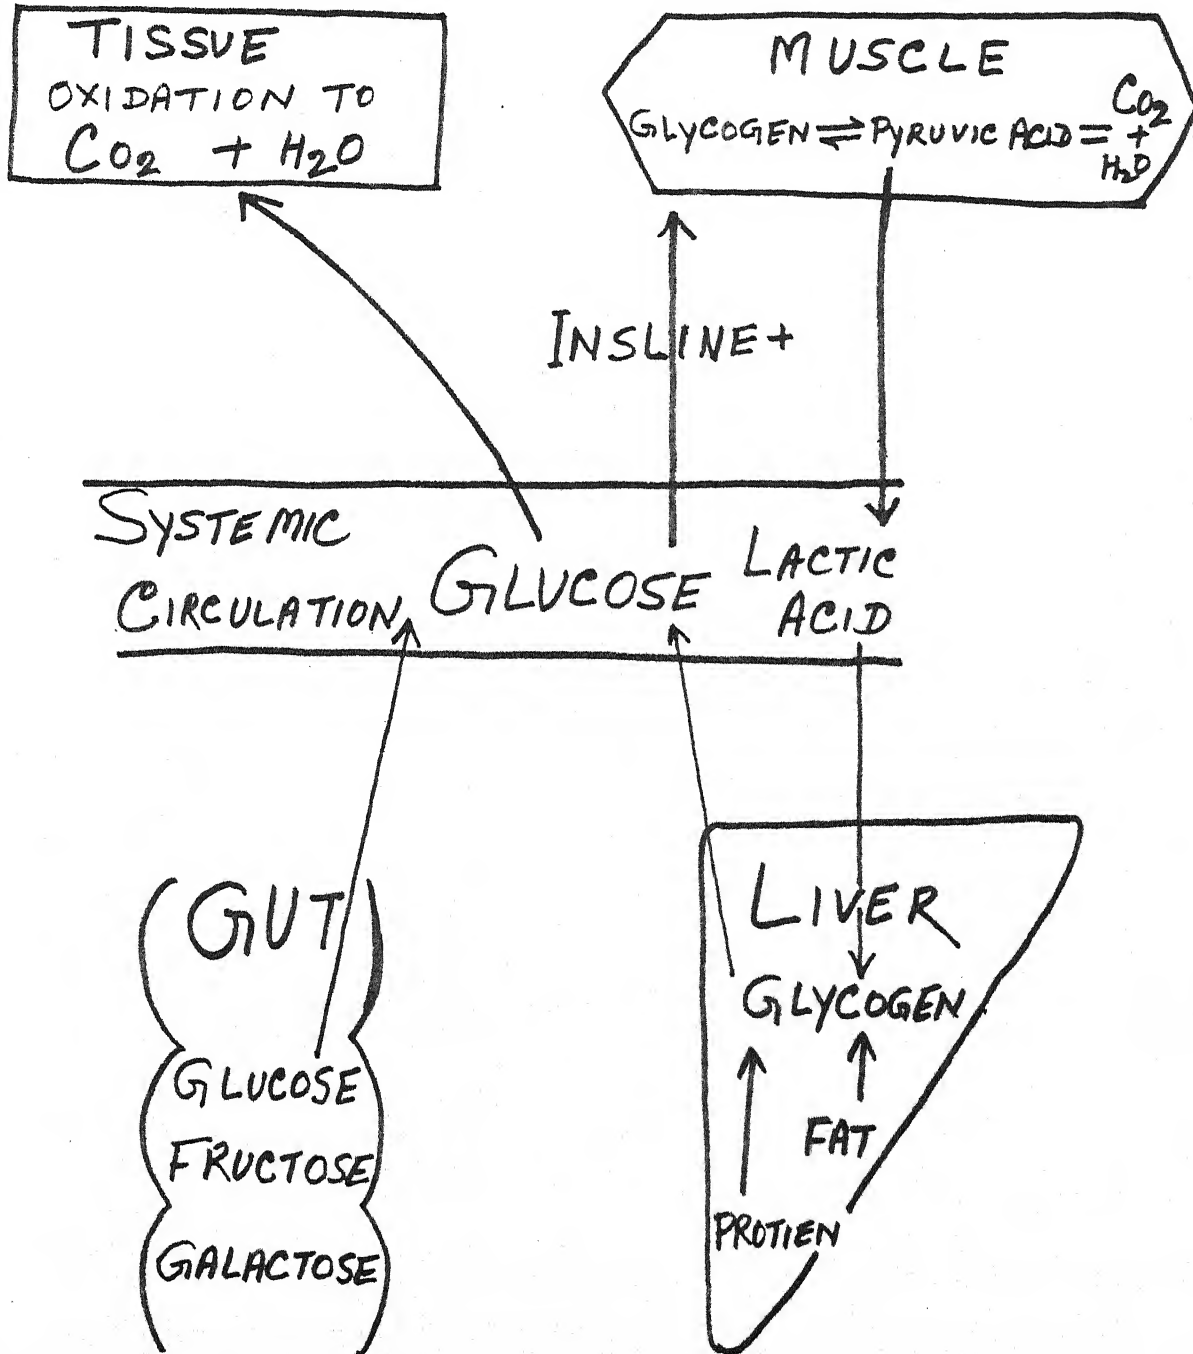 TISSUE
OXIDATION TO
CO2 + H2O
MUSCLE
GLYCOGEN ⇌ PYRUVIC ACID = CO2 + H2O
INSLINE+
SYSTEMIC
CIRCULATION
GLUCOSE
LACTIC
ACID
GUT
GLUCOSE
FRUCTOSE
GALACTOSE
LIVER
GLYCOGEN
FAT
PROTIEN